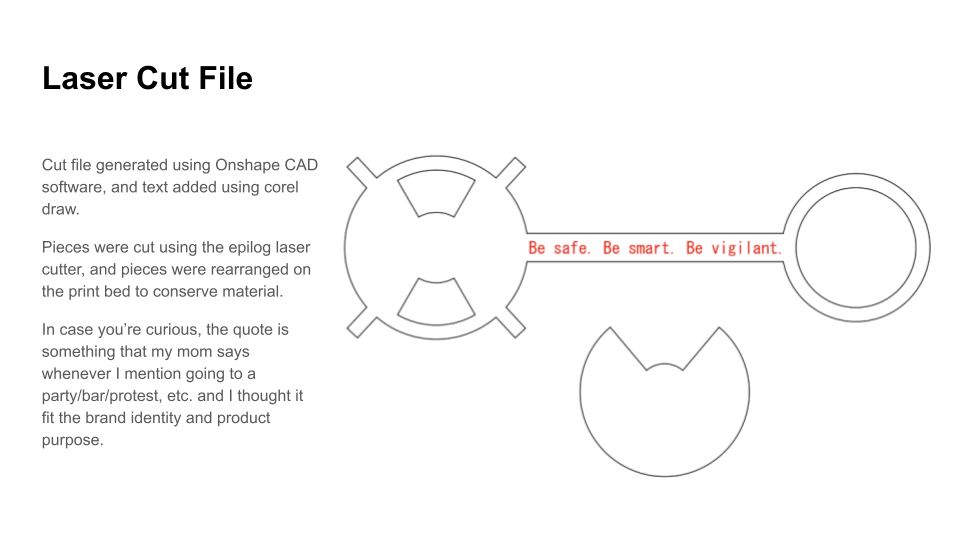 Laser Cut File
Cut file generated using Onshape CAD
software, and text added using corel
draw.
Pieces were cut using the epilog laser
cutter, and pieces were rearranged on
the print bed to conserve material.
In case you’re curious, the quote is
something that my mom says
whenever I mention going to a
party/bar/protest, etc. and I thought it
fit the brand identity and product
purpose.
Be safe. Be smart. Be vigilant.